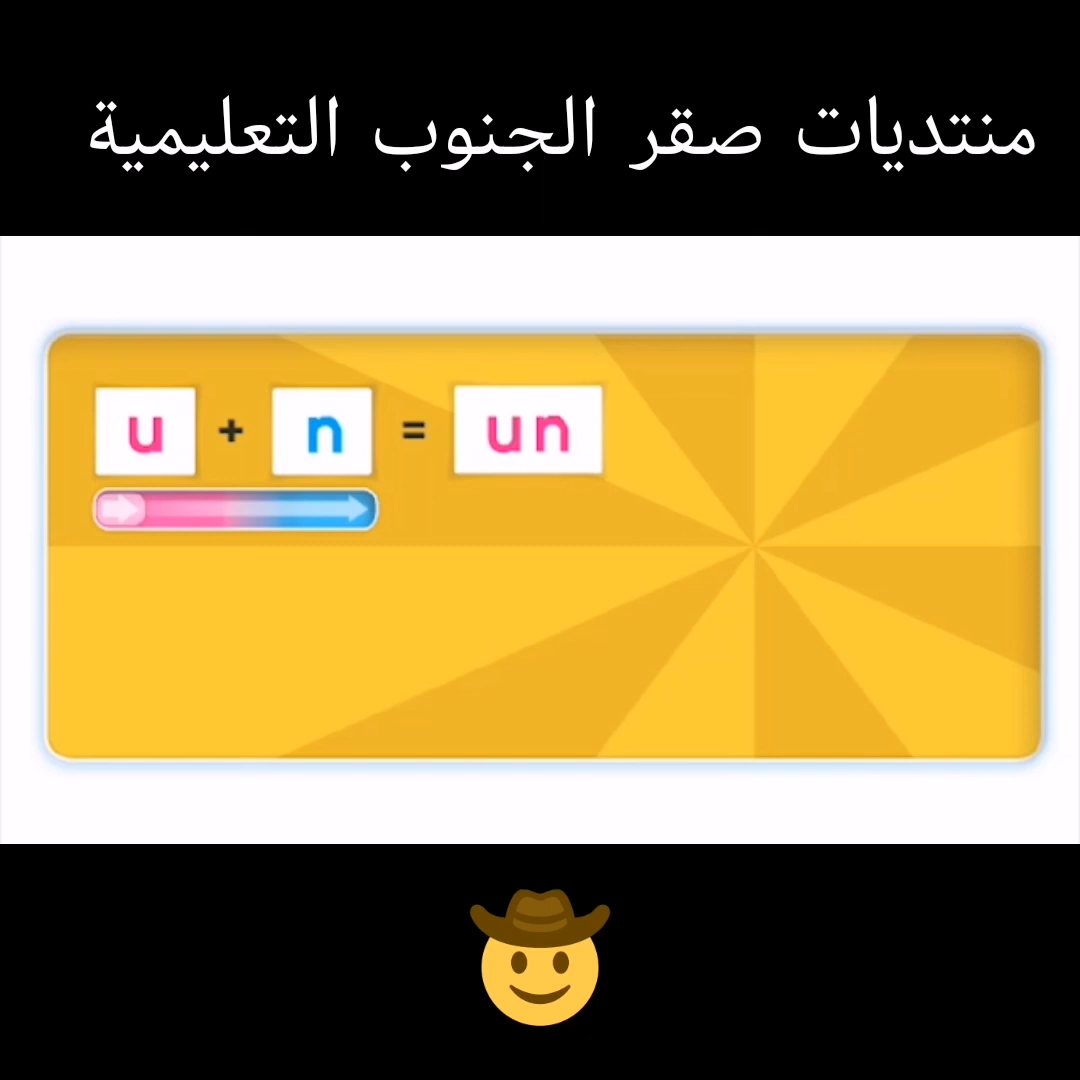 منتديات صقر الجنوب التعليمية
u + n = un